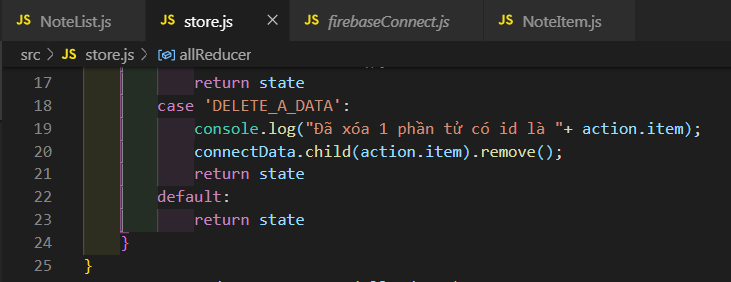 JS NoteList.js JS store.js × JS firebaseConnect.js JS NoteItem.js
src > JS store.js > allReducer
17 return state
18 case 'DELETE_A_DATA':
19 console.log("Đã xóa 1 phần tử có id là "+ action.item);
20 connectData.child(action.item).remove();
21 return state
22 default:
23 return state
24 }
25 }